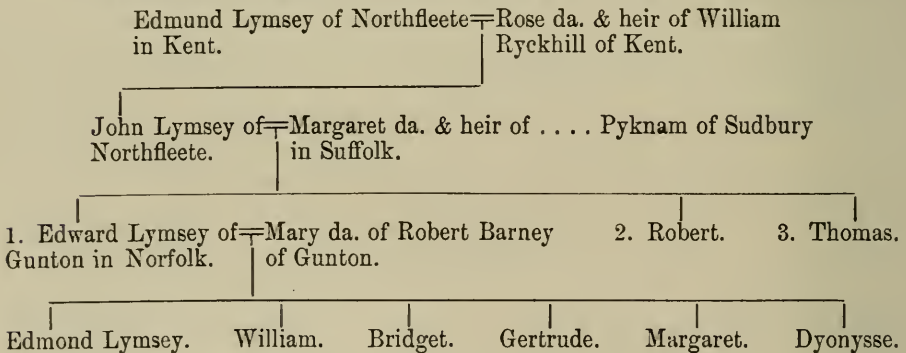 Edmund Lymsey of Northfleete=Rose da. & heir of William
in Kent. Ryckhill of Kent.
John Lymsey of=Margaret da. & heir of . . . . Pyknam of Sudbury
Northfleete. in Suffolk.
1. Edward Lymsey of=Mary da. of Robert Barney 2. Robert. 3. Thomas.
Gunton in Norfolk. of Gunton.
Edmond Lymsey. William. Bridget. Gertrude. Margaret. Dyonysse.